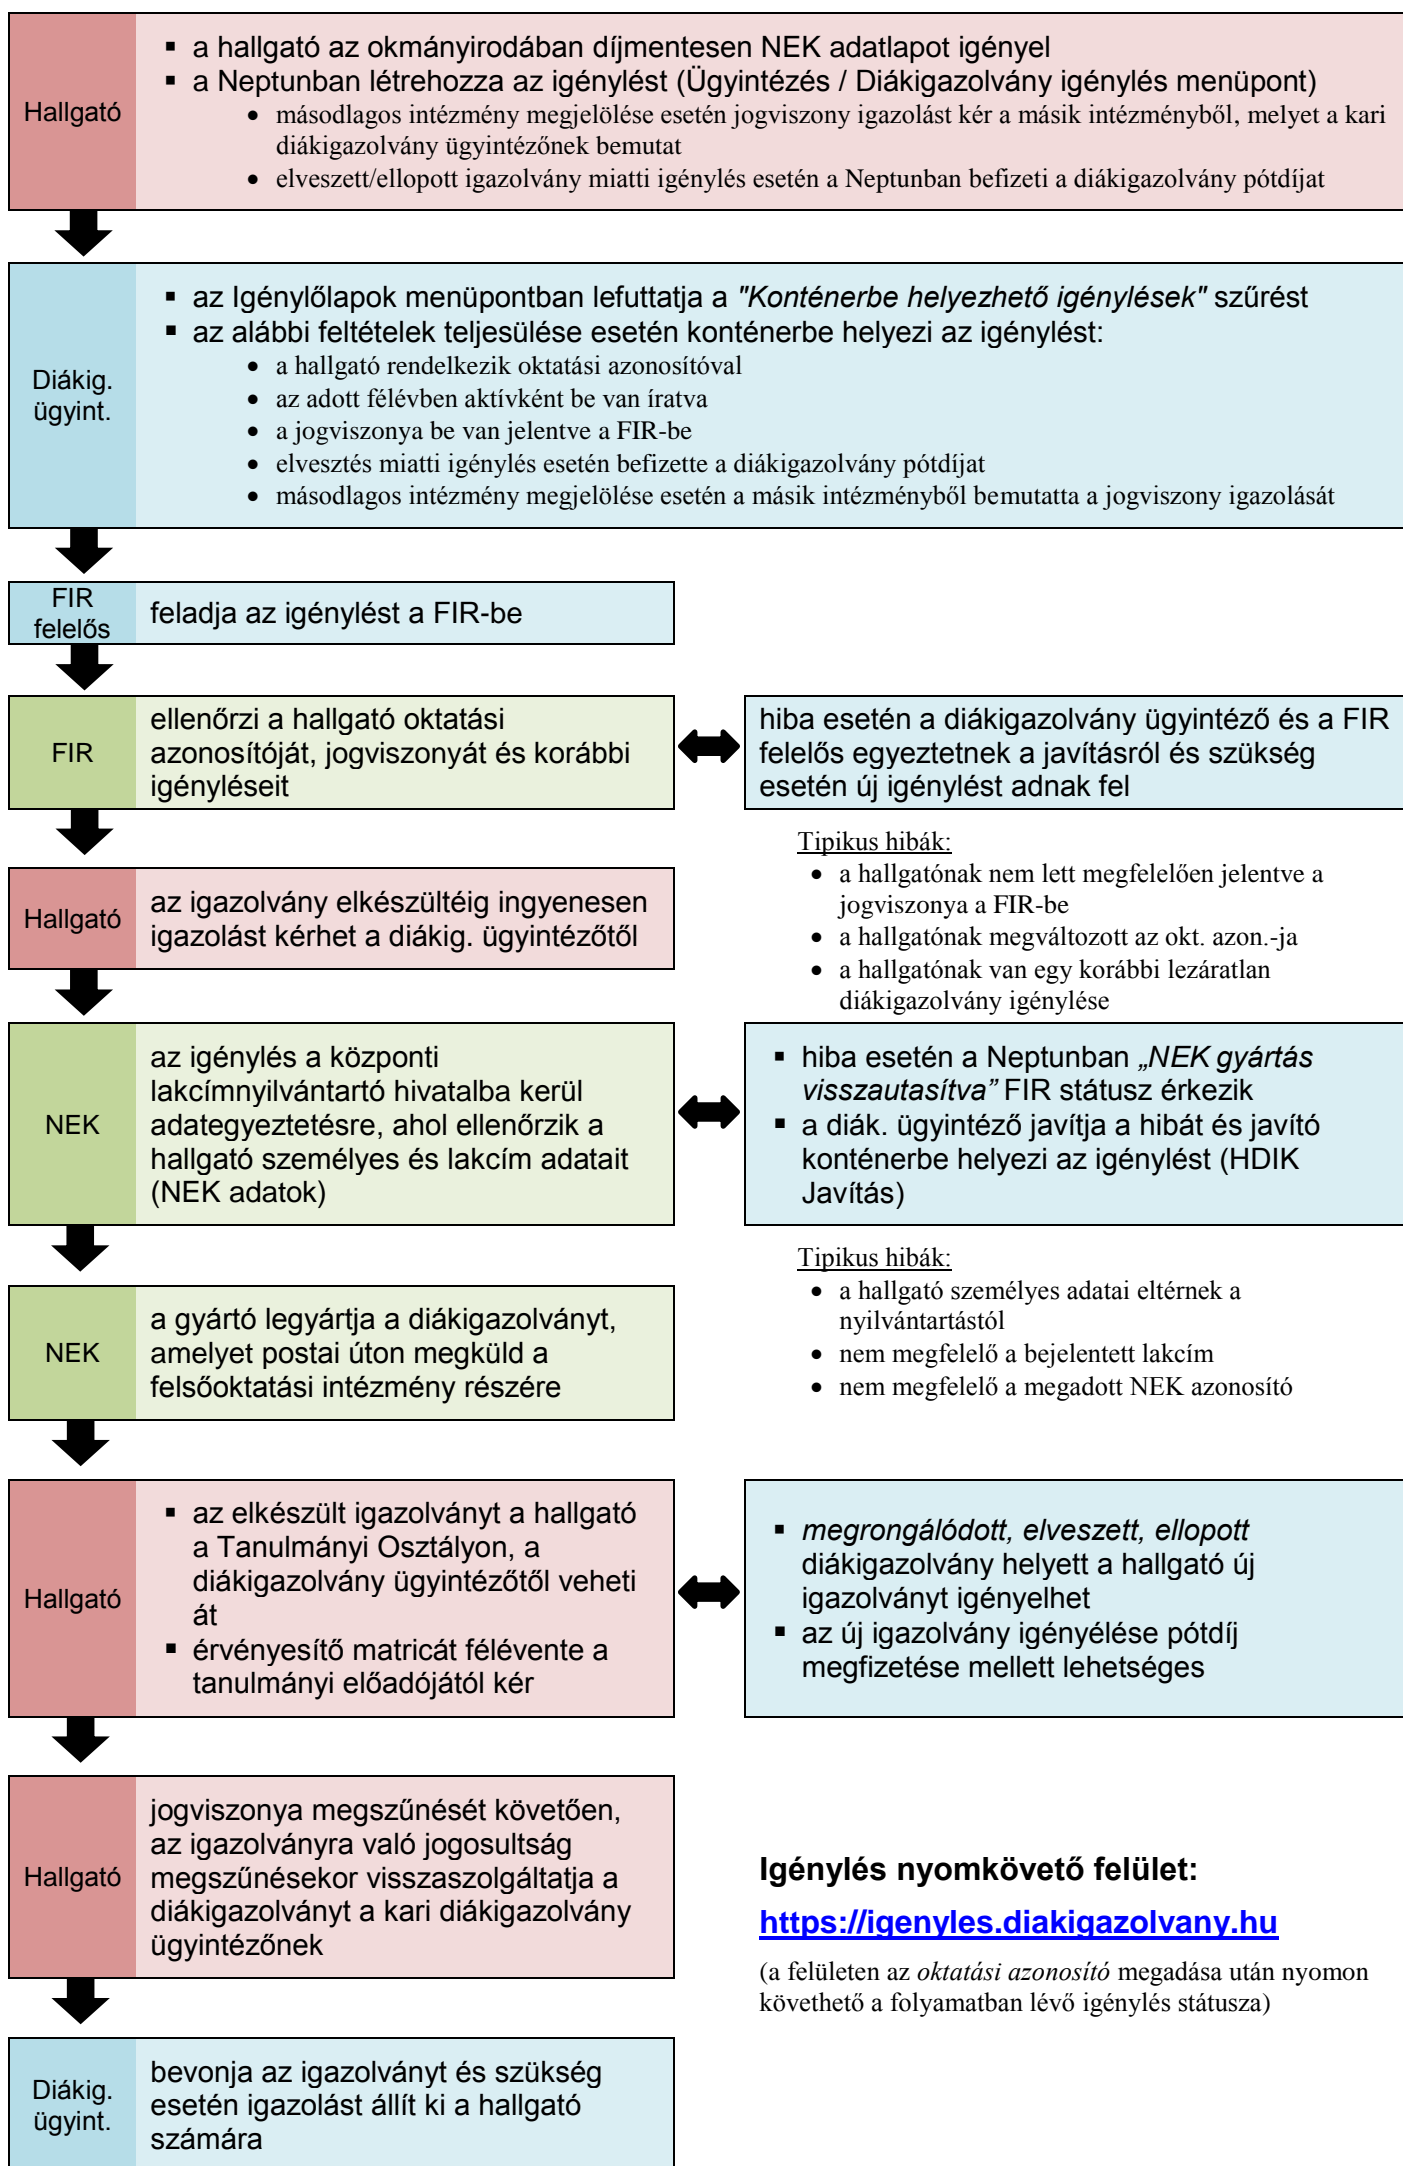 Hallgató
▪ a hallgató az okmányirodában díjmentesen NEK adatlapot igényel
▪ a Neptunban létrehozza az igénylést (Ügyintézés / Diákigazolvány igénylés menüpont)
• másodlagos intézmény megjelölése esetén jogviszony igazolást kér a másik intézményből, melyet a kari
diákigazolvány ügyintézőnek bemutat
• elveszett/ellopott igazolvány miatti igénylés esetén a Neptunban befizeti a diákigazolvány pótdíjat
Diákig.
ügyint.
▪ az Igénylőlapok menüpontban lefuttatja a "Konténerbe helyezhető igénylések" szűrést
▪ az alábbi feltételek teljesülése esetén konténerbe helyezi az igénylést:
• a hallgató rendelkezik oktatási azonosítóval
• az adott félévben aktívként be van íratva
• a jogviszonya be van jelentve a FIR-be
• elvesztés miatti igénylés esetén befizette a diákigazolvány pótdíjat
• másodlagos intézmény megjelölése esetén a másik intézményből bemutatta a jogviszony igazolását
FIR
felelős
feladja az igénylést a FIR-be
FIR
ellenőrzi a hallgató oktatási
azonosítóját, jogviszonyát és korábbi
igényléseit
hiba esetén a diákigazolvány ügyintéző és a FIR
felelős egyeztetnek a javításról és szükség
esetén új igénylést adnak fel
Tipikus hibák:
• a hallgatónak nem lett megfelelően jelentve a
jogviszonya a FIR-be
• a hallgatónak megváltozott az okt. azon.-ja
• a hallgatónak van egy korábbi lezáratlan
diákigazolvány igénylése
Hallgató
az igazolvány elkészültéig ingyenesen
igazolást kérhet a diákig. ügyintézőtől
NEK
az igénylés a központi
lakcímnyilvántartó hivatalba kerül
adategyeztetésre, ahol ellenőrzik a
hallgató személyes és lakcím adatait
(NEK adatok)
▪ hiba esetén a Neptunban „NEK gyártás
visszautasítva” FIR státusz érkezik
▪ a diák. ügyintéző javítja a hibát és javító
konténerbe helyezi az igénylést (HDIK
Javítás)
Tipikus hibák:
• a hallgató személyes adatai eltérnek a
nyilvántartástól
• nem megfelelő a bejelentett lakcím
• nem megfelelő a megadott NEK azonosító
NEK
a gyártó legyártja a diákigazolványt,
amelyet postai úton megküld a
felsőoktatási intézmény részére
Hallgató
▪ az elkészült igazolványt a hallgató
a Tanulmányi Osztályon, a
diákigazolvány ügyintézőtől veheti
át
▪ érvényesítő matricát félévente a
tanulmányi előadójától kér
▪ megrongálódott, elveszett, ellopott
diákigazolvány helyett a hallgató új
igazolványt igényelhet
▪ az új igazolvány igényélése pótdíj
megfizetése mellett lehetséges
Hallgató
jogviszonya megszűnését követően,
az igazolványra való jogosultság
megszűnésekor visszaszolgáltatja a
diákigazolványt a kari diákigazolvány
ügyintézőnek
Igénylés nyomkövető felület:
https://igenyles.diakigazolvany.hu
(a felületen az oktatási azonosító megadása után nyomon
követhető a folyamatban lévő igénylés státusza)
Diákig.
ügyint.
bevonja az igazolványt és szükség
esetén igazolást állít ki a hallgató
számára